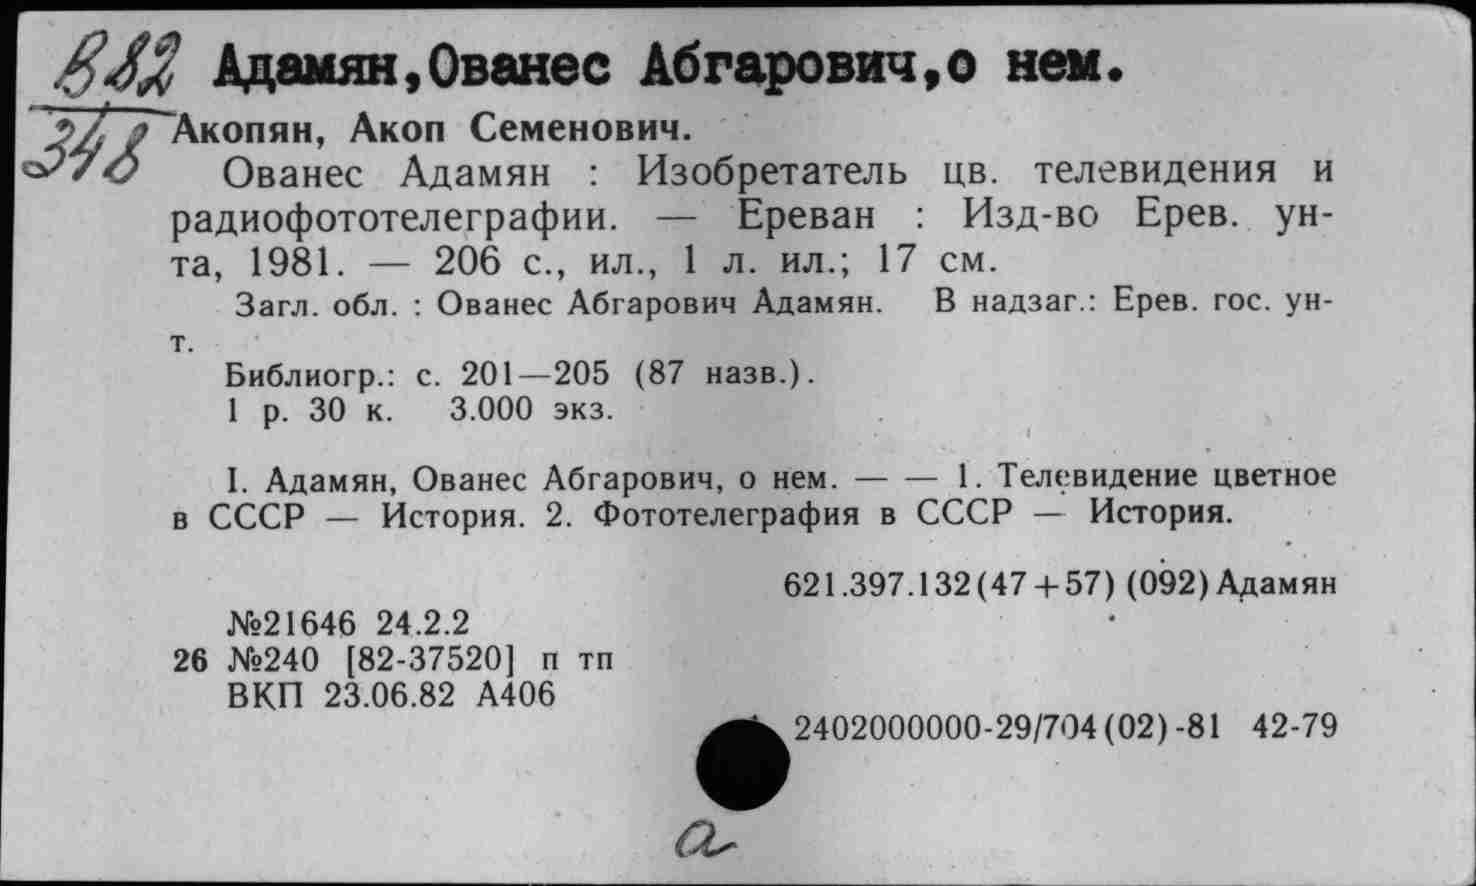 В82 Адамян, Ованес Абгарович, о нем.
348 Акопян, Акоп Семенович.
Ованес Адамян : Изобретатель цв. телевидения и
радиофототелеграфии. — Ереван : Изд-во Ерев. ун-
та, 1981. — 206 с., ил., 1 л. ил.; 17 см.
Загл. обл. : Ованес Абгарович Адамян. В надзаг.: Ерев. гос. ун-
т.
Библиогр.: с. 201—205 (87 назв.).
1 р. 30 к. 3.000 экз.
I. Адамян, Ованес Абгарович, о нем. — — 1. Телевидение цветное
в СССР — История. 2. Фототелеграфия в СССР — История.
621.397.132(47+57) (092) Адамян
№21646 24.2.2
26 №240 [82-37520] п тп
ВКП 23.06.82 А406
2402000000-29/704(02)-81 42-79
а